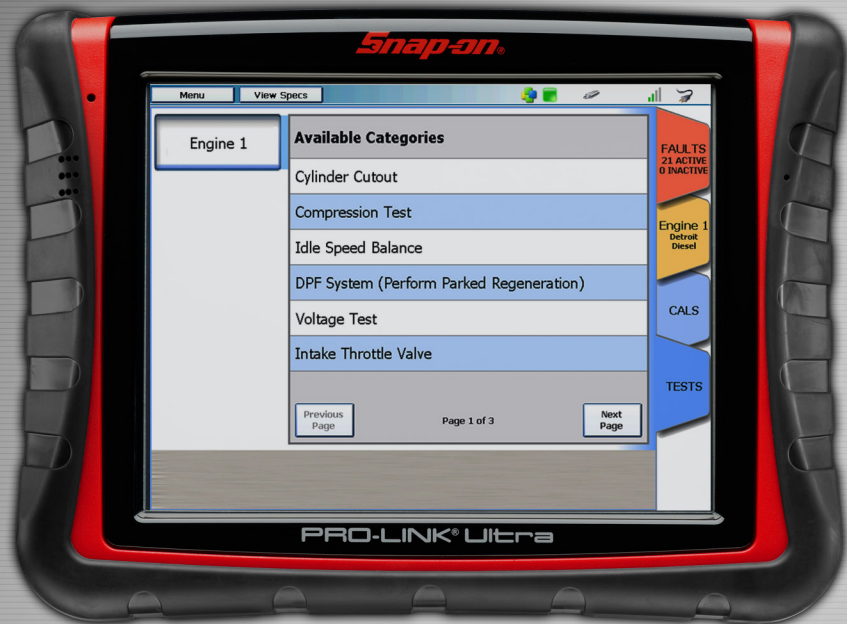 Snap-on®
Menu
View Specs
Engine 1
Available Categories
Cylinder Cutout
Compression Test
Idle Speed Balance
DPF System (Perform Parked Regeneration)
Voltage Test
Intake Throttle Valve
Previous
Page
Page 1 of 3
Next
Page
FAULTS
21 ACTIVE
0 INACTIVE
Engine 1
Detroit
Diesel
CALS
TESTS
PRO-LINK® Ultra